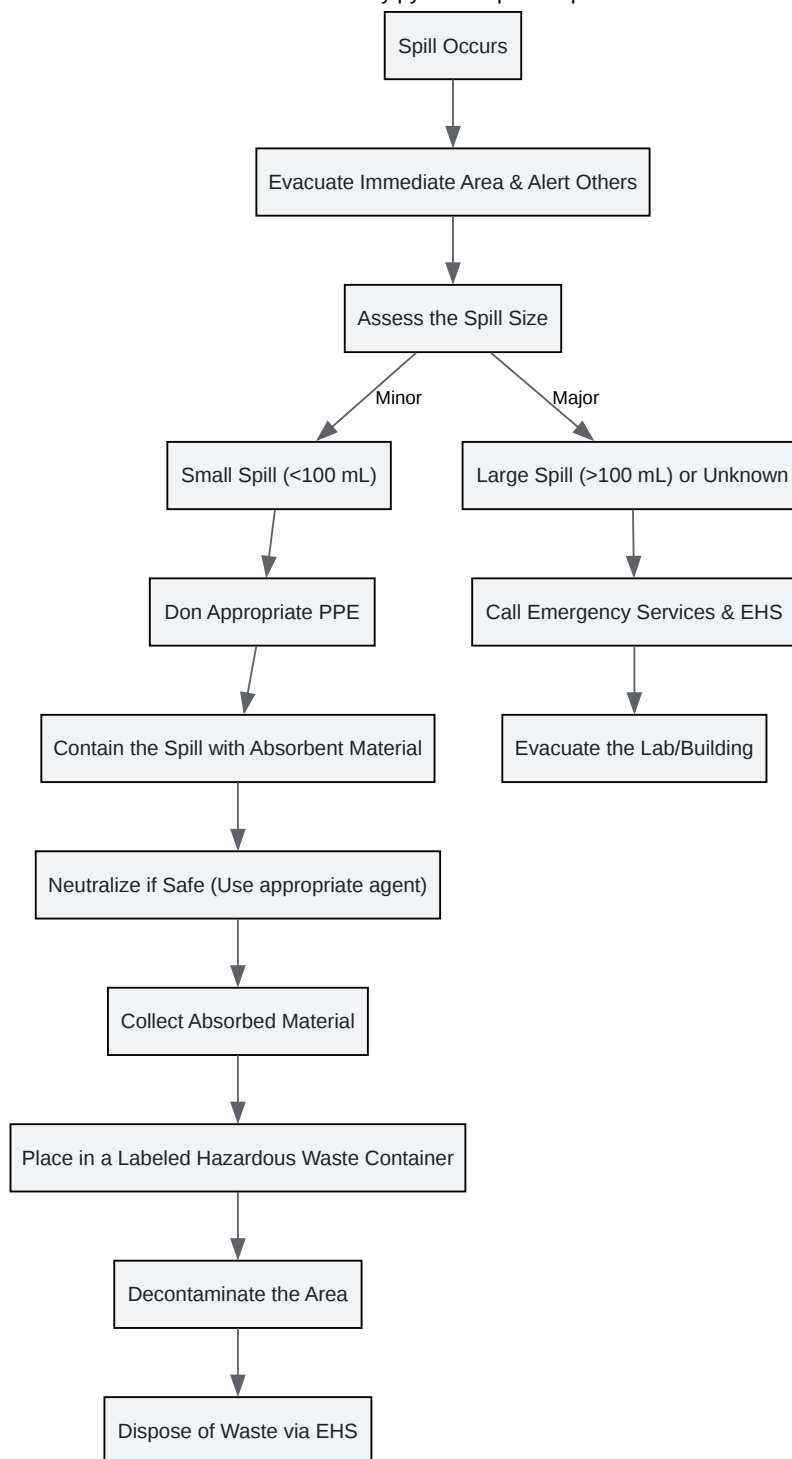 Spill Occurs
Evacuate Immediate Area & Alert Others
Assess the Spill Size
Minor
Major
Small Spill (<100 mL)
Large Spill (>100 mL) or Unknown
Don Appropriate PPE
Call Emergency Services & EHS
Contain the Spill with Absorbent Material
Evacuate the Lab/Building
Neutralize if Safe (Use appropriate agent)
Collect Absorbed Material
Place in a Labeled Hazardous Waste Container
Decontaminate the Area
Dispose of Waste via EHS